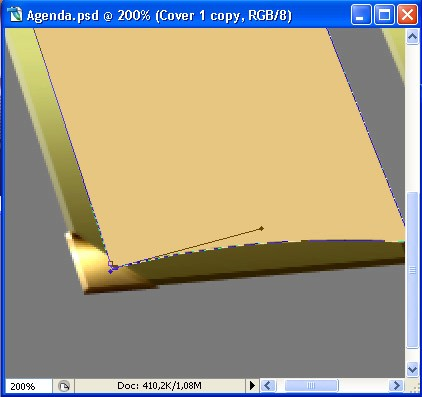 Agenda.psd @ 200% (Cover 1 copy, RGB/8)
200% Doc: 410,2K/1,08M